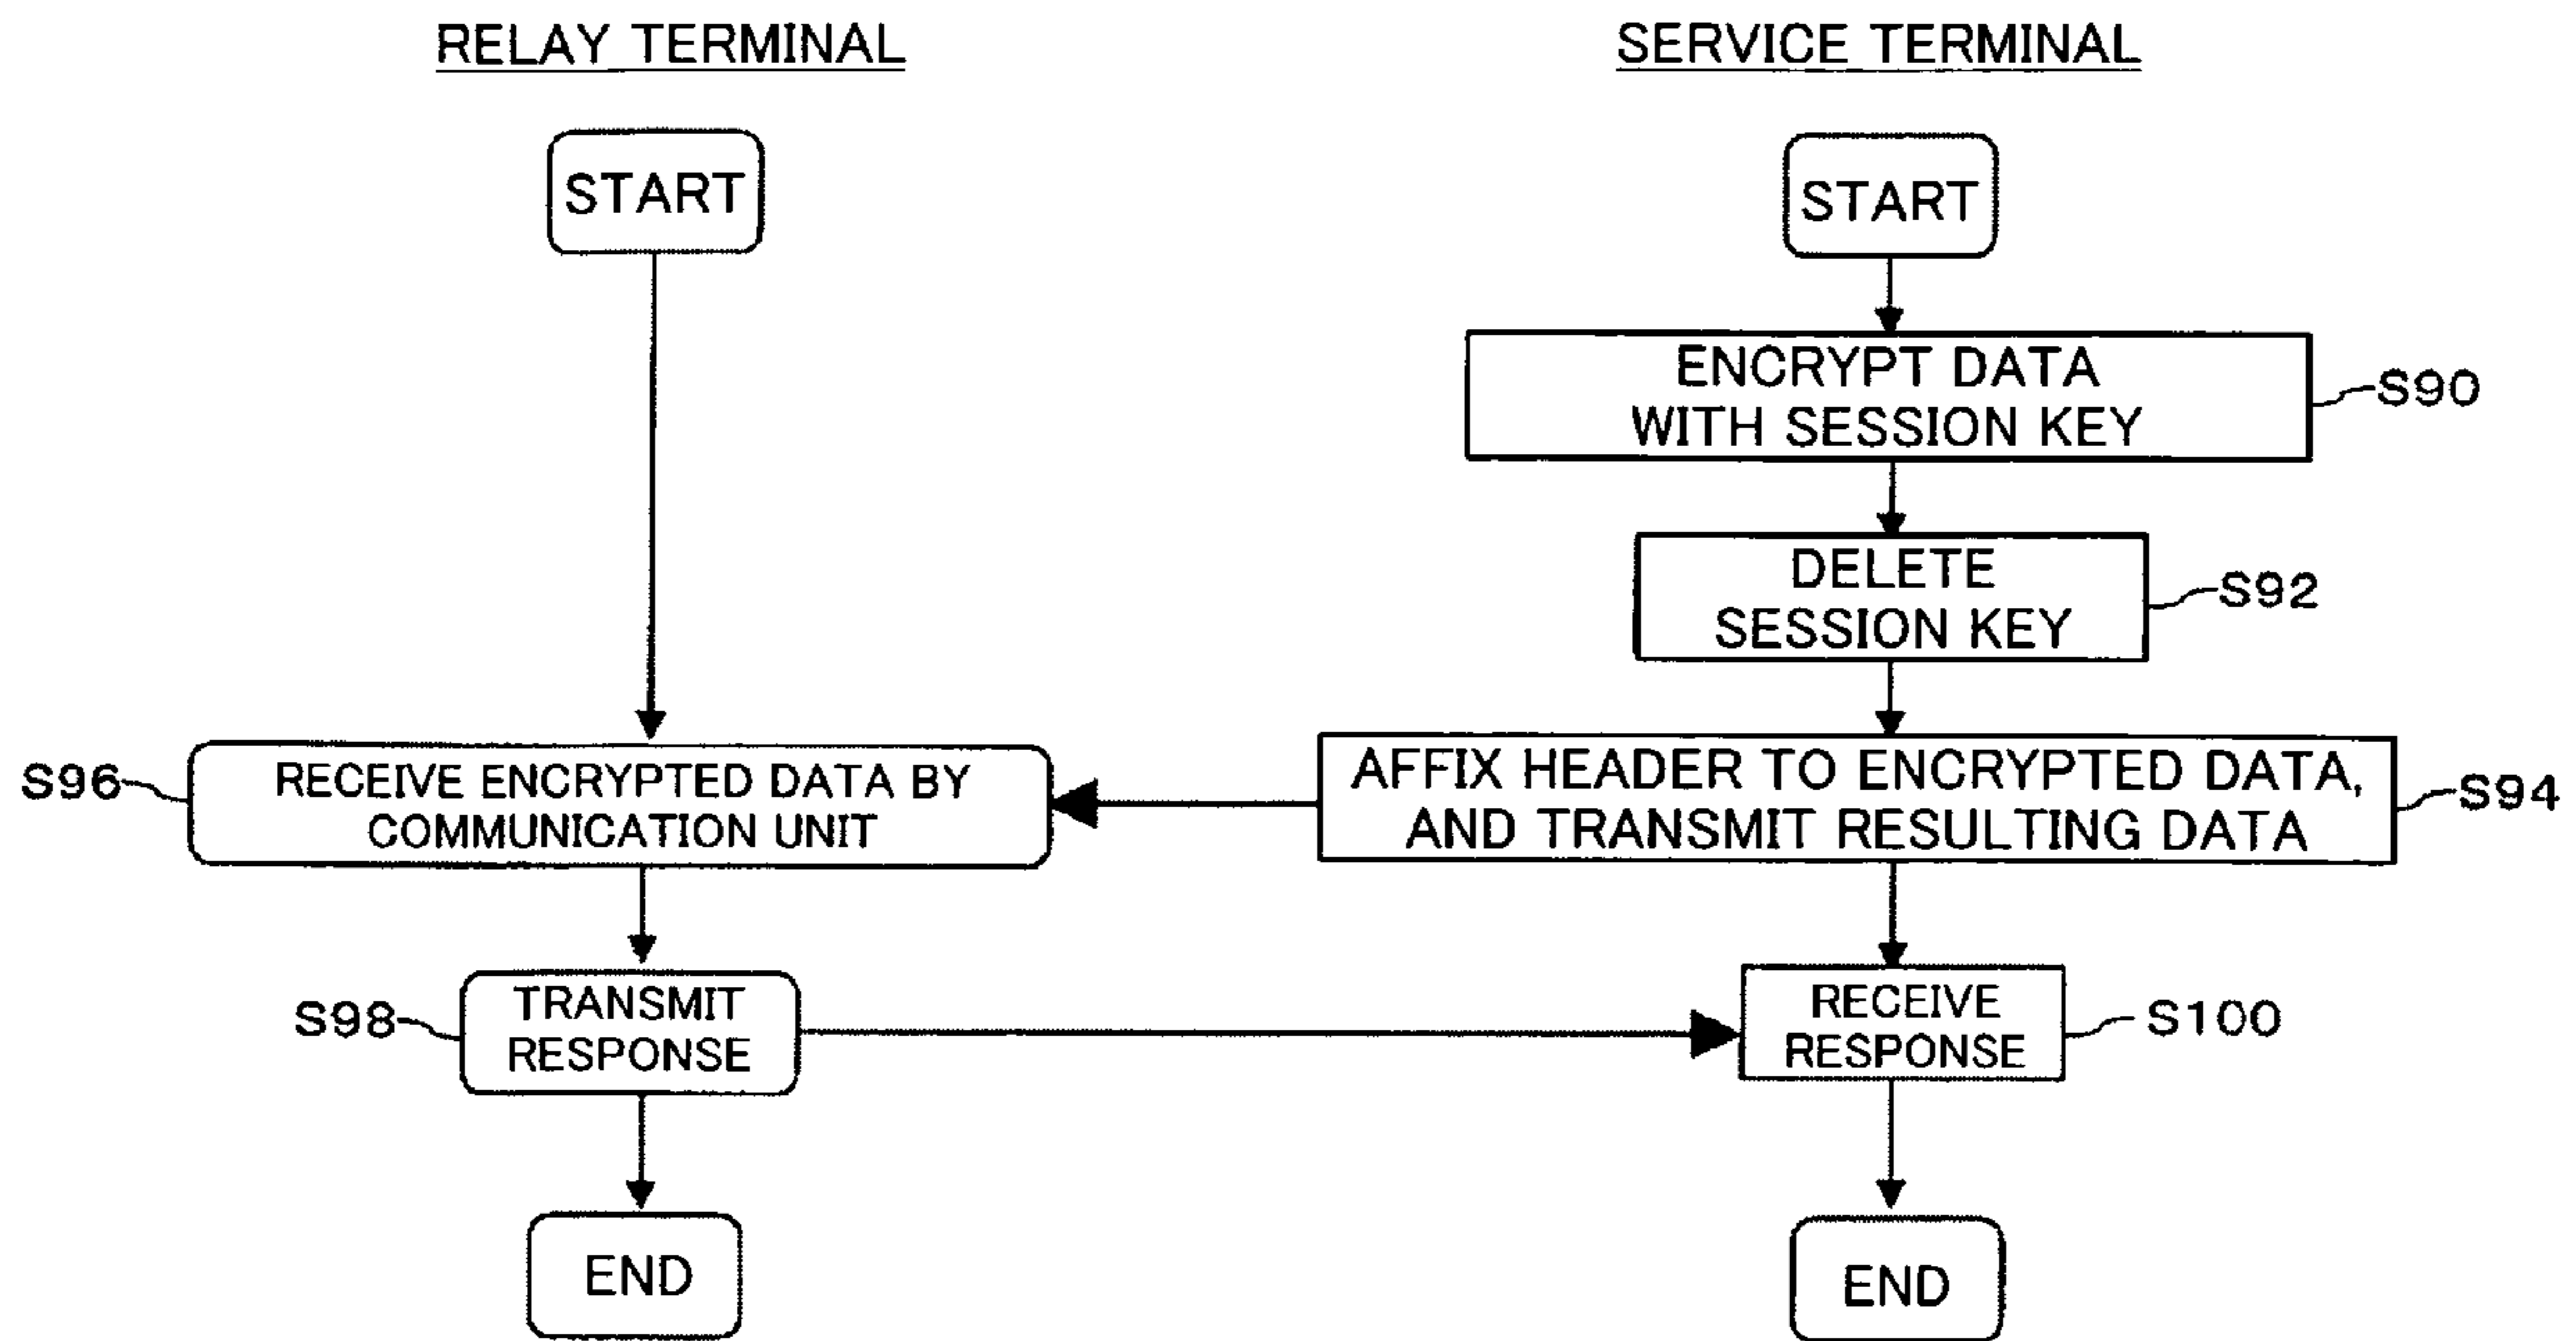 RELAY TERMINAL
SERVICE TERMINAL
START
START
ENCRYPT DATA
WITH SESSION KEY
S90
DELETE
SESSION KEY
S92
S96
RECEIVE ENCRYPTED DATA BY
COMMUNICATION UNIT
AFFIX HEADER TO ENCRYPTED DATA,
AND TRANSMIT RESULTING DATA
S94
S98
TRANSMIT
RESPONSE
RECEIVE
RESPONSE
S100
END
END